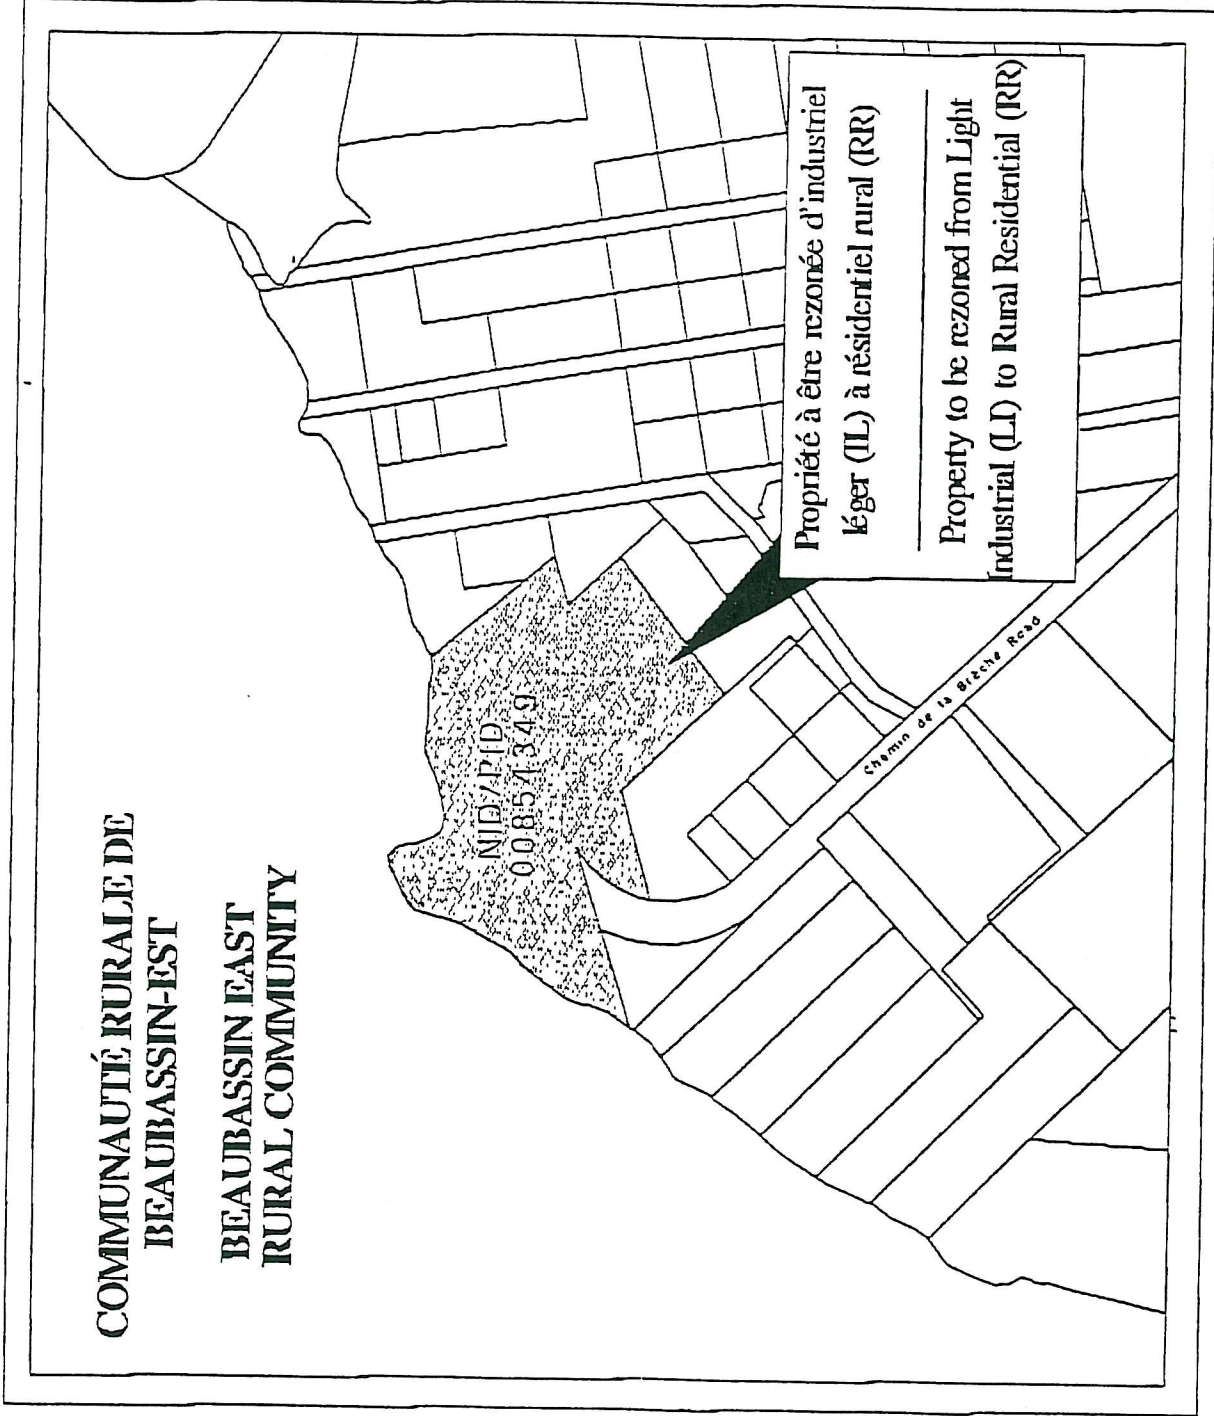 COMMUNAUTÉ RURALE DE
BEAUBASSIN-EST
BEAUBASSIN EAST
RURAL COMMUNITY
NID/PID
00854349
Propriété à être rezonée d'industriel
léger (IL) à résidentiel rural (RR)
Property to be rezoned from Light
Industrial (LI) to Rural Residential (RR)
Chemin de la Brèche Road